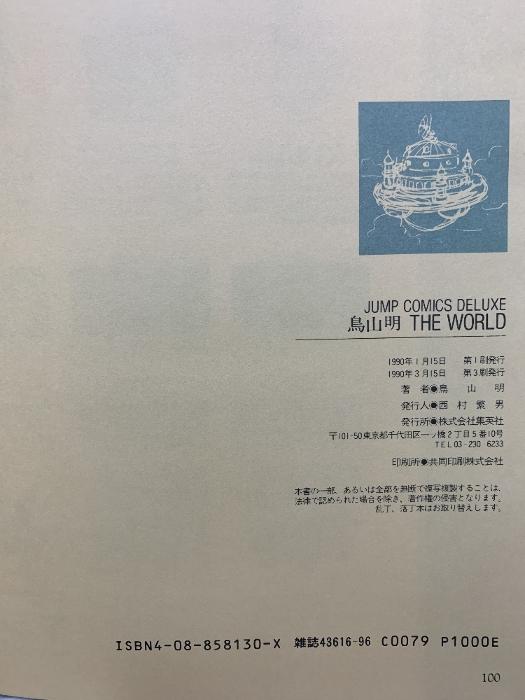 JUMP COMICS DELUXE
鳥山明 THE WORLD
1990年1月15日 第1刷発行
1990年3月15日 第3刷発行
著者●鳥山明
発行人●西村繁男
発行所●株式会社集英社
〒101-50東京都千代田区一ツ橋2丁目5番10号
TEL03-230 6233
印刷所●共同印刷株式会社
本書の一部、あるいは全部を無断で複写複製することは、
法律で認められた場合を除き、著作権の侵害となります。
乱丁、落丁本はお取り替えします。
ISBN4-08-858130-X 雑誌43616-96 C0079 P1000E
100